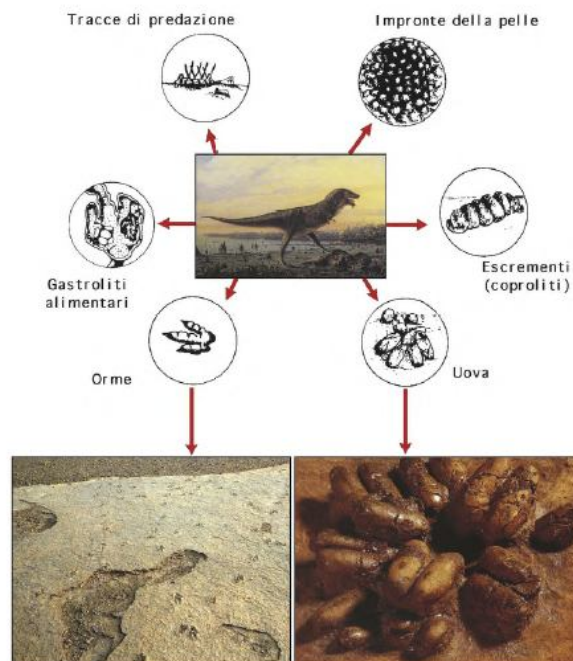 Tracce di predazione
Impronte della pelle
Gastroliti
alimentari
Escrementi
(coproliti)
Orme
Uova